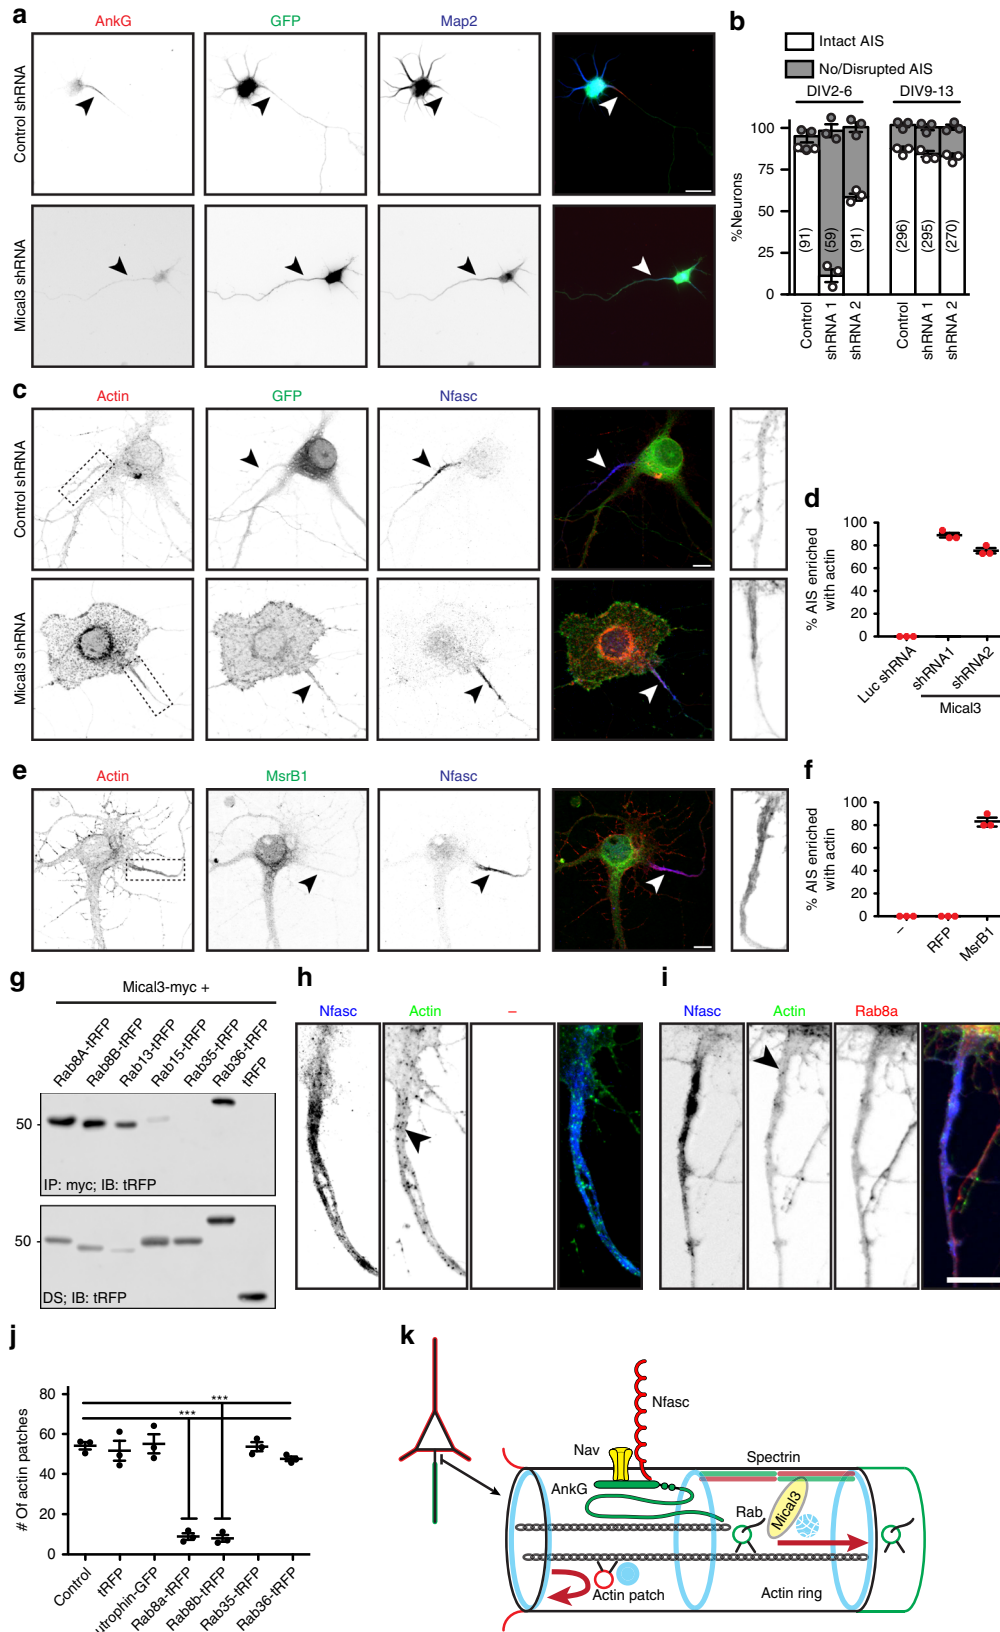 a
AnkG GFP Map2
Control shRNA
Mical3 shRNA
b
Intact AIS
No/Disrupted AIS
DIV2-6 DIV9-13
%Neurons
100
75
50
25
0
(91) (59) (91) (296) (295) (270)
Control shRNA 1 shRNA 2 Control shRNA 1 shRNA 2
c
Actin GFP Nfasc
Control shRNA
Mical3 shRNA
d
% AIS enriched
with actin
100
80
60
40
20
0
Luc shRNA shRNA1 shRNA2
Mical3
e
Actin MsrB1 Nfasc
f
% AIS enriched
with actin
100
80
60
40
20
0
– RFP MsrB1
g
Mical3-myc +
Rab8A-tRFP Rab8B-tRFP Rab13-tRFP Rab15-tRFP Rab35-tRFP Rab36-tRFP tRFP
50
IP: myc; IB: tRFP
50
DS; IB: tRFP
h
Nfasc Actin –
i
Nfasc Actin Rab8a
j
# Of actin patches
80
60
40
20
0
***
***
Control tRFP utrophin-GFP Rab8a-tRFP Rab8b-tRFP Rab35-tRFP Rab36-tRFP
k
Nfasc
Nav
Spectrin
AnkG
Rab
Mical3
Actin patch
Actin ring